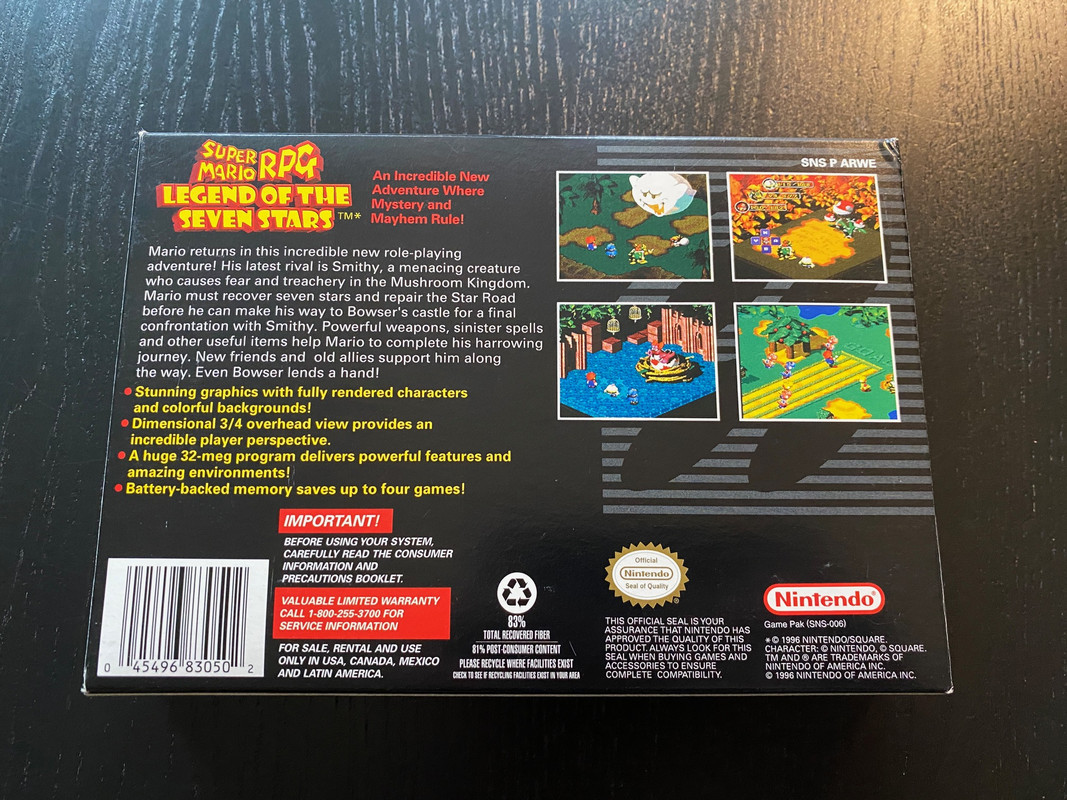 SUPER
MARIO RPG
LEGEND OF THE
SEVEN STARS ™*
An Incredible New
Adventure Where
Mystery and
Mayhem Rule!
SNS P ARWE
Mario returns in this incredible new role-playing
adventure! His latest rival is Smithy, a menacing creature
who causes fear and treachery in the Mushroom Kingdom.
Mario must recover seven stars and repair the Star Road
before he can make his way to Bowser's castle for a final
confrontation with Smithy. Powerful weapons, sinister spells
and other useful items help Mario to complete his harrowing
journey. New friends and old allies support him along
the way. Even Bowser lends a hand!
• Stunning graphics with fully rendered characters
and colorful backgrounds!
• Dimensional 3/4 overhead view provides an
incredible player perspective.
• A huge 32-meg program delivers powerful features and
amazing environments!
• Battery-backed memory saves up to four games!
GOAL
IMPORTANT!
BEFORE USING YOUR SYSTEM,
CAREFULLY READ THE CONSUMER
INFORMATION AND
PRECAUTIONS BOOKLET.
VALUABLE LIMITED WARRANTY
CALL 1-800-255-3700 FOR
SERVICE INFORMATION
FOR SALE, RENTAL AND USE
ONLY IN USA, CANADA, MEXICO
AND LATIN AMERICA.
0 45496 83050 2
83%
TOTAL RECOVERED FIBER
81% POST-CONSUMER CONTENT
PLEASE RECYCLE WHERE FACILITIES EXIST
CHECK TO SEE IF RECYCLING FACILITIES EXIST IN YOUR AREA
Official
Nintendo
Seal of Quality
®
THIS OFFICIAL SEAL IS YOUR
ASSURANCE THAT NINTENDO HAS
APPROVED THE QUALITY OF THIS
PRODUCT. ALWAYS LOOK FOR THIS
SEAL WHEN BUYING GAMES AND
ACCESSORIES TO ENSURE
COMPLETE COMPATIBILITY.
Nintendo®
Game Pak (SNS-006)
* © 1996 NINTENDO/SQUARE.
CHARACTER: © NINTENDO, © SQUARE.
TM AND ® ARE TRADEMARKS OF
NINTENDO OF AMERICA INC.
© 1996 NINTENDO OF AMERICA INC.